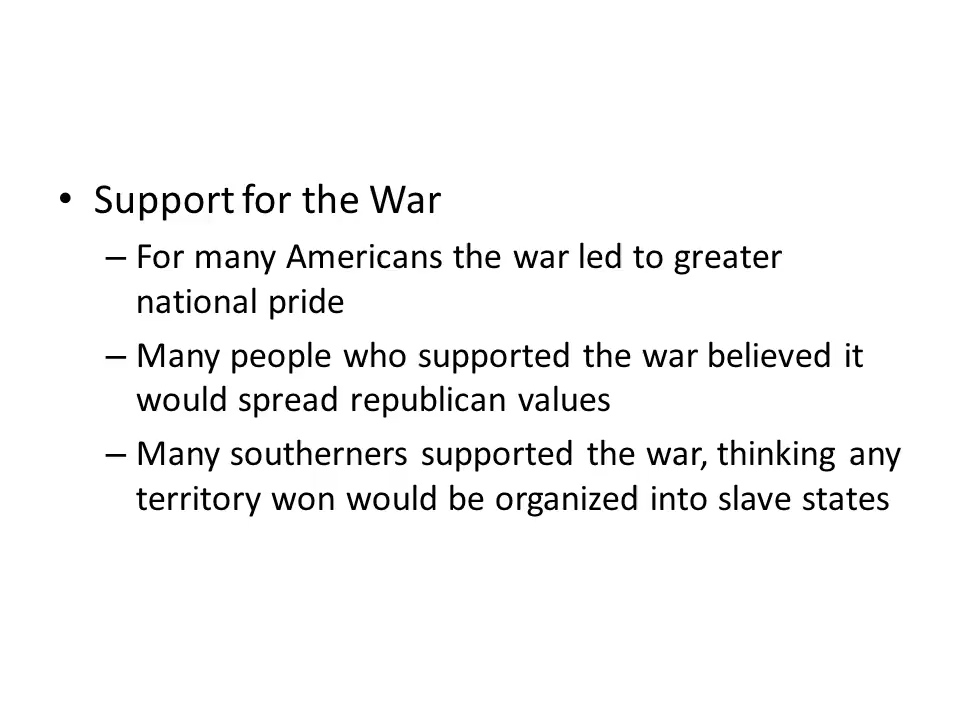 • Support for the War
– For many Americans the war led to greater
national pride
– Many people who supported the war believed it
would spread republican values
– Many southerners supported the war, thinking any
territory won would be organized into slave states